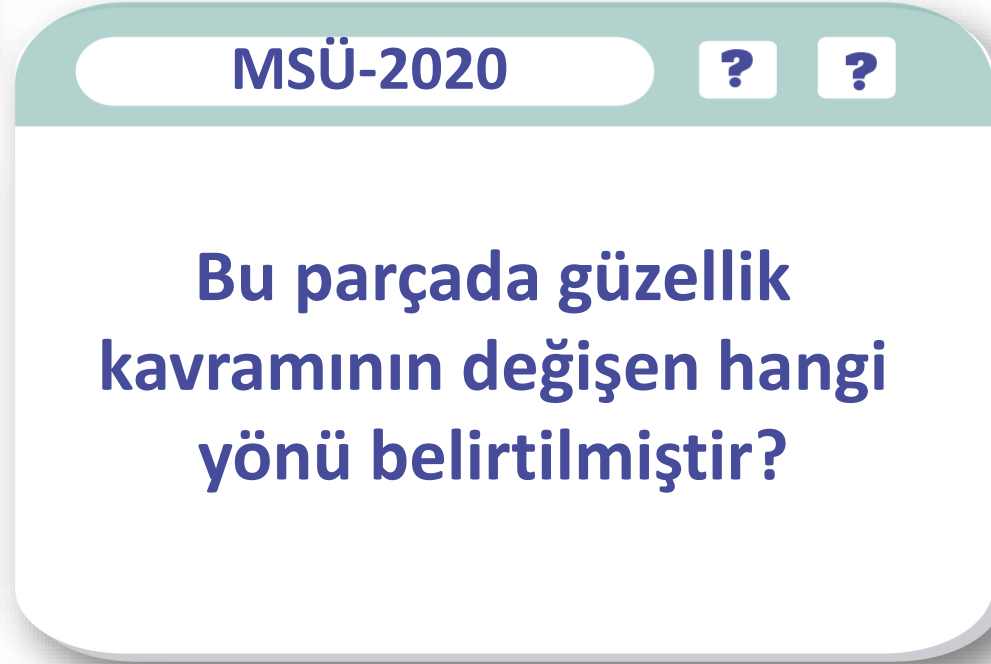 MSÜ-2020
? ?
Bu parçada güzellik
kavramının değişen hangi
yönü belirtilmiştir?